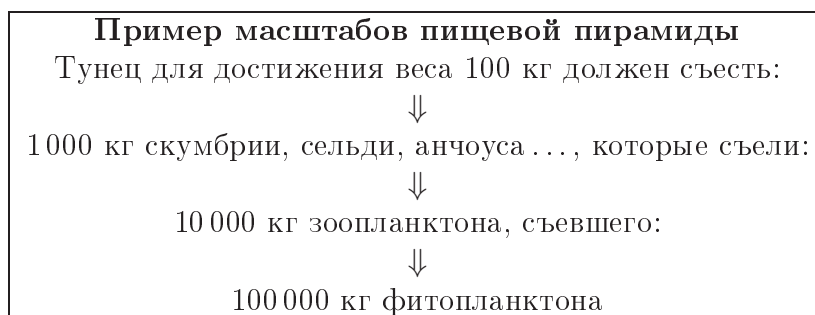 Пример масштабов пищевой пирамиды
Тунец для достижения веса 100 кг должен съесть:
⇓
1 000 кг скумбрии, сельди, анчоуса ..., которые съели:
⇓
10 000 кг зоопланктона, съевшего:
⇓
100 000 кг фитопланктона